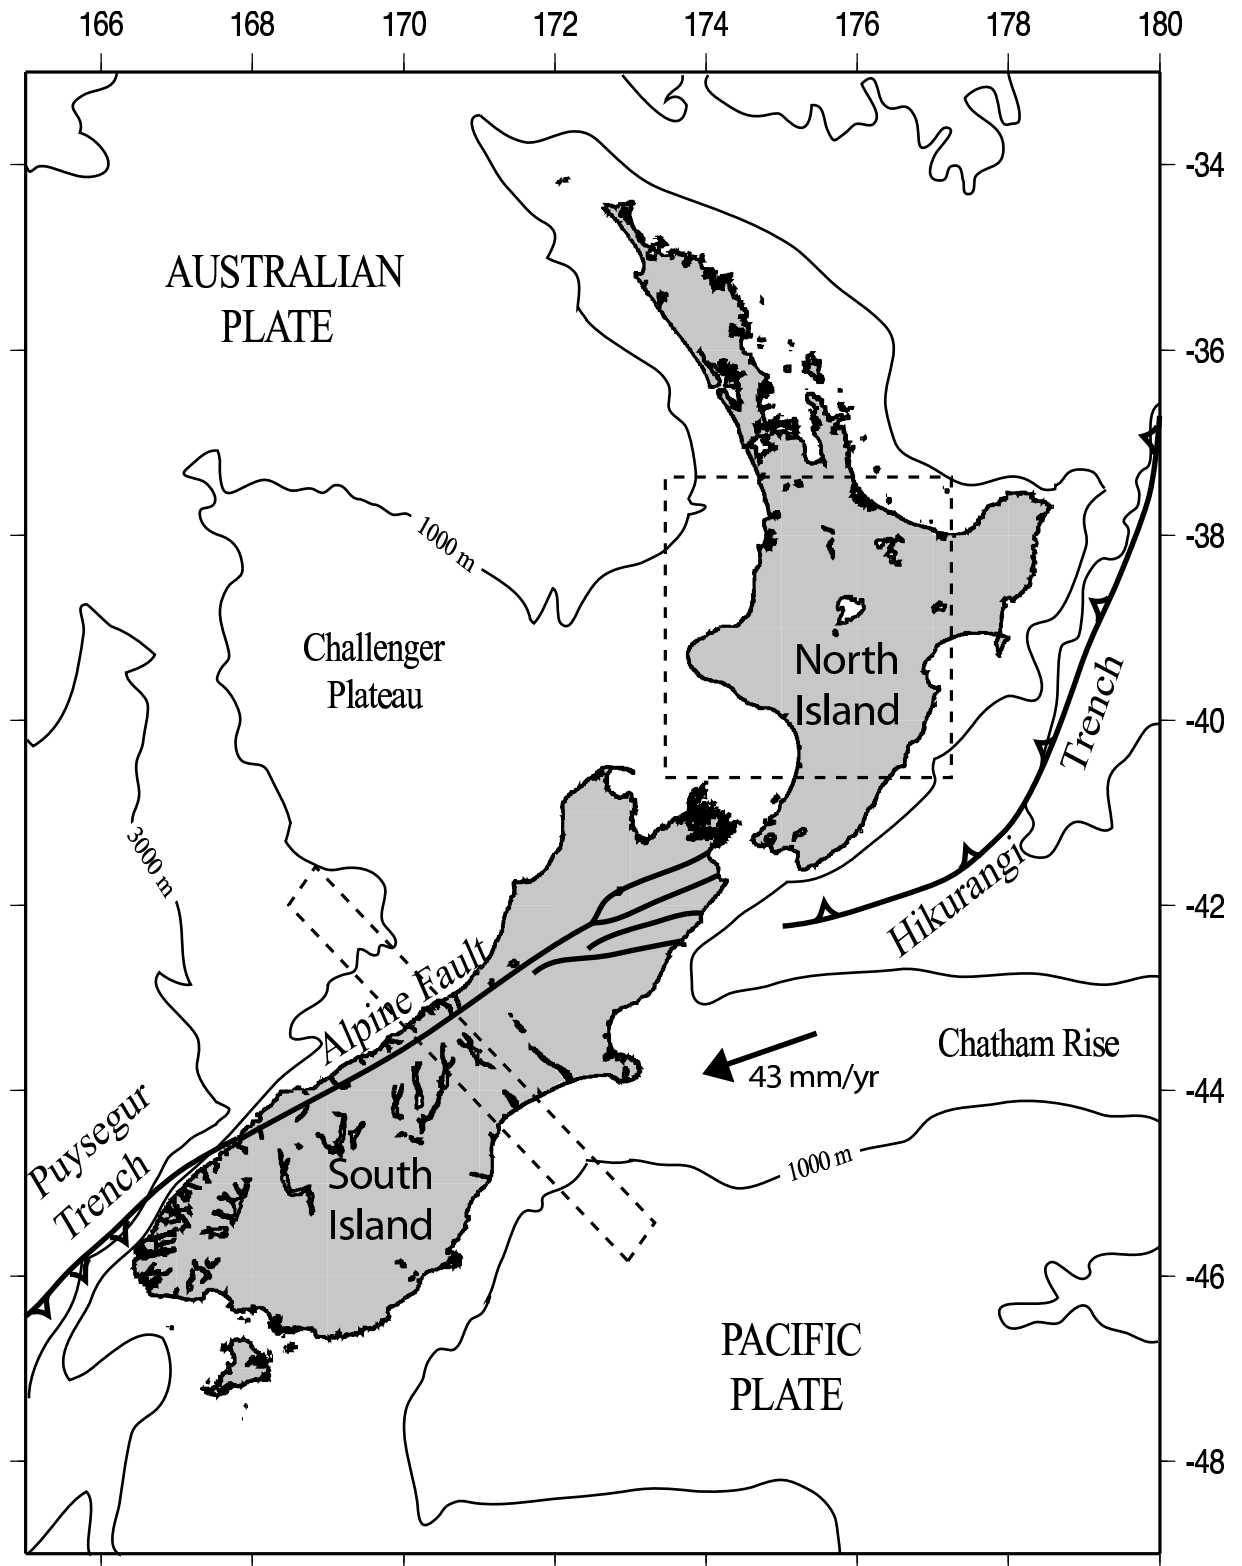 166 168 170 172 174 176 178 180
-34
AUSTRALIAN
PLATE
-36
1000 m
-38
Challenger
Plateau
North
Island
Trench
-40
3000 m
Hikurangi
-42
Alpine Fault
Chatham Rise
43 mm/yr
-44
Puysegur
Trench
1000 m
South
Island
-46
PACIFIC
PLATE
-48